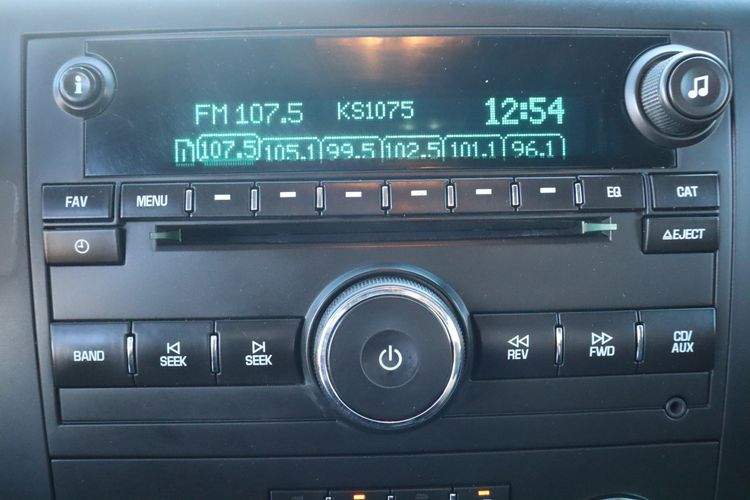 i
FM 107.5 KS1075 12:54
107.5 105.1 99.5 102.5 101.1 96.1
FAV MENU EQ CAT
EJECT
BAND SEEK SEEK REV FWD CD/
AUX